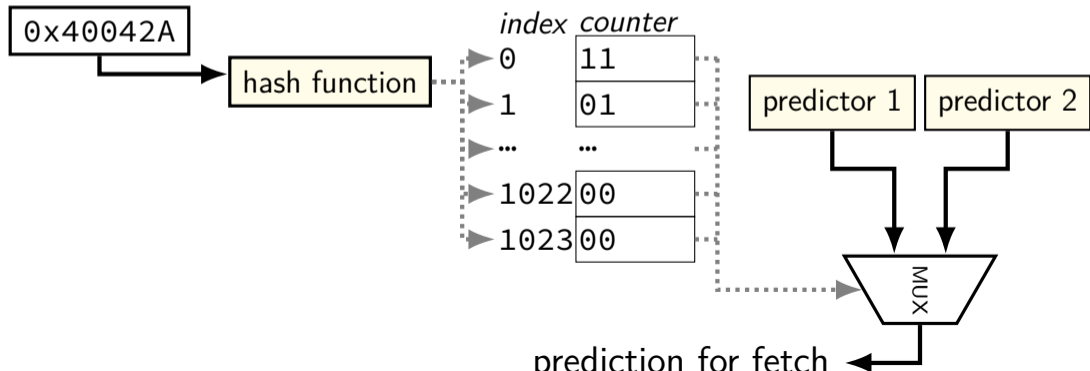 0x40042A
hash function
index counter
0 11
1 01
... ...
1022 00
1023 00
predictor 1
predictor 2
MUX
prediction for fetch